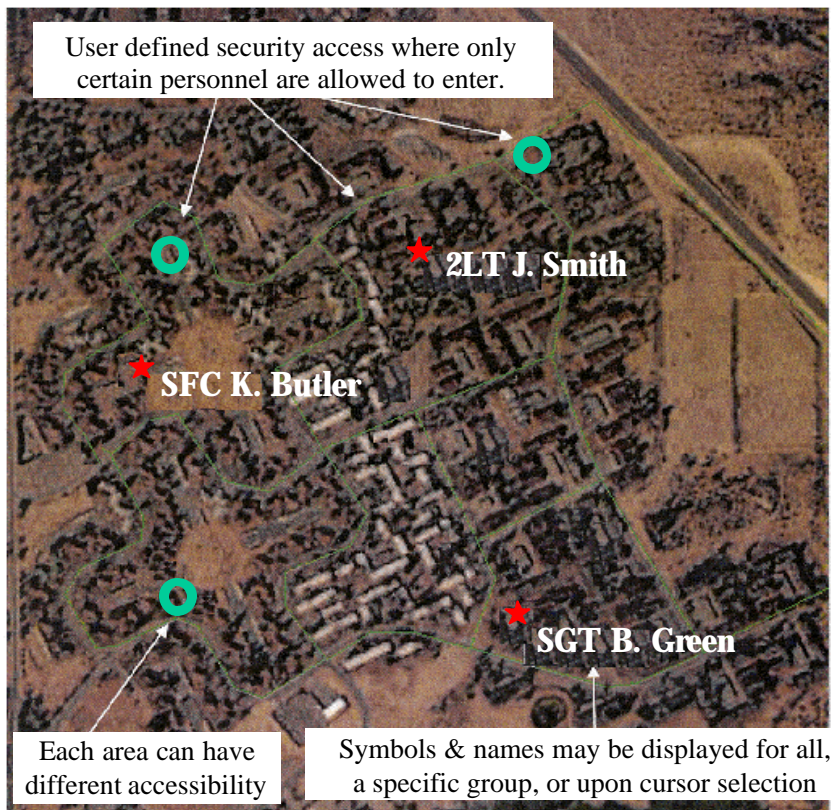 User defined security access where only
certain personnel are allowed to enter.
2LT J. Smith
SFC K. Butler
SGT B. Green
Each area can have
different accessibility
Symbols & names may be displayed for all,
a specific group, or upon cursor selection